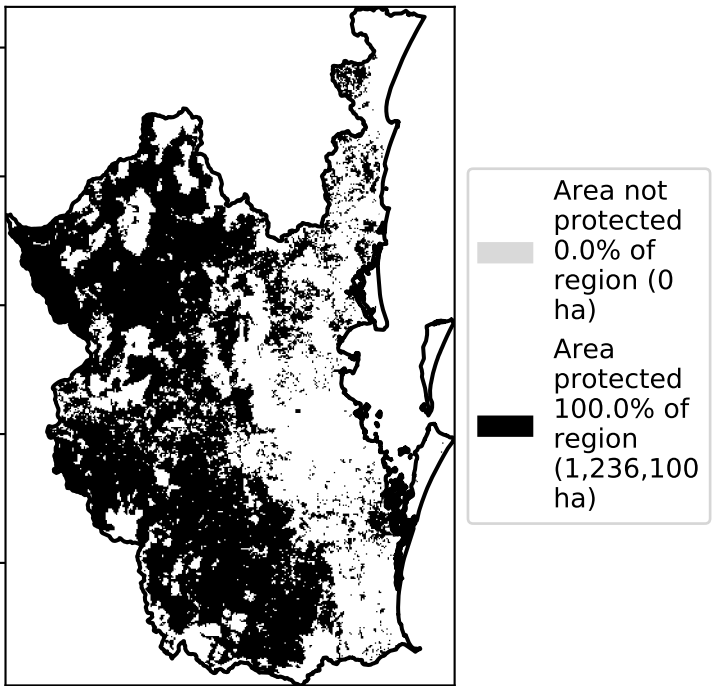 Area not
protected
0.0% of
region (0
ha)
Area
protected
100.0% of
region
(1,236,100
ha)